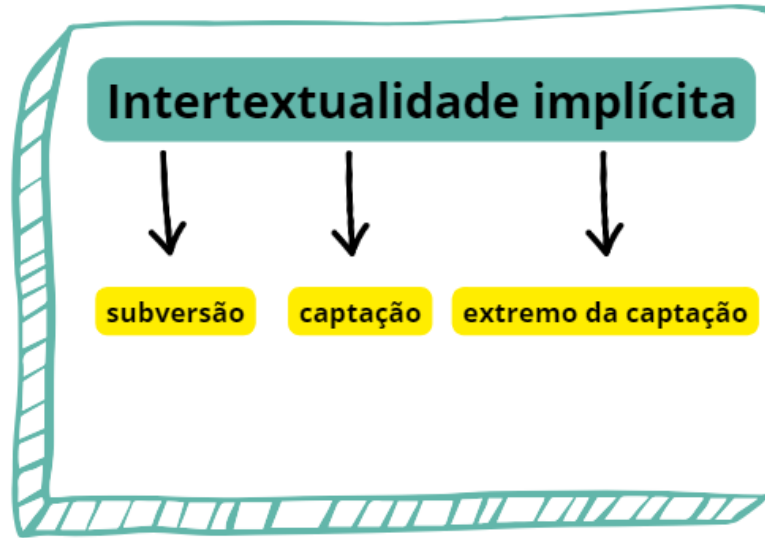 Intertextualidade implícita
subversão
captação
extremo da captação